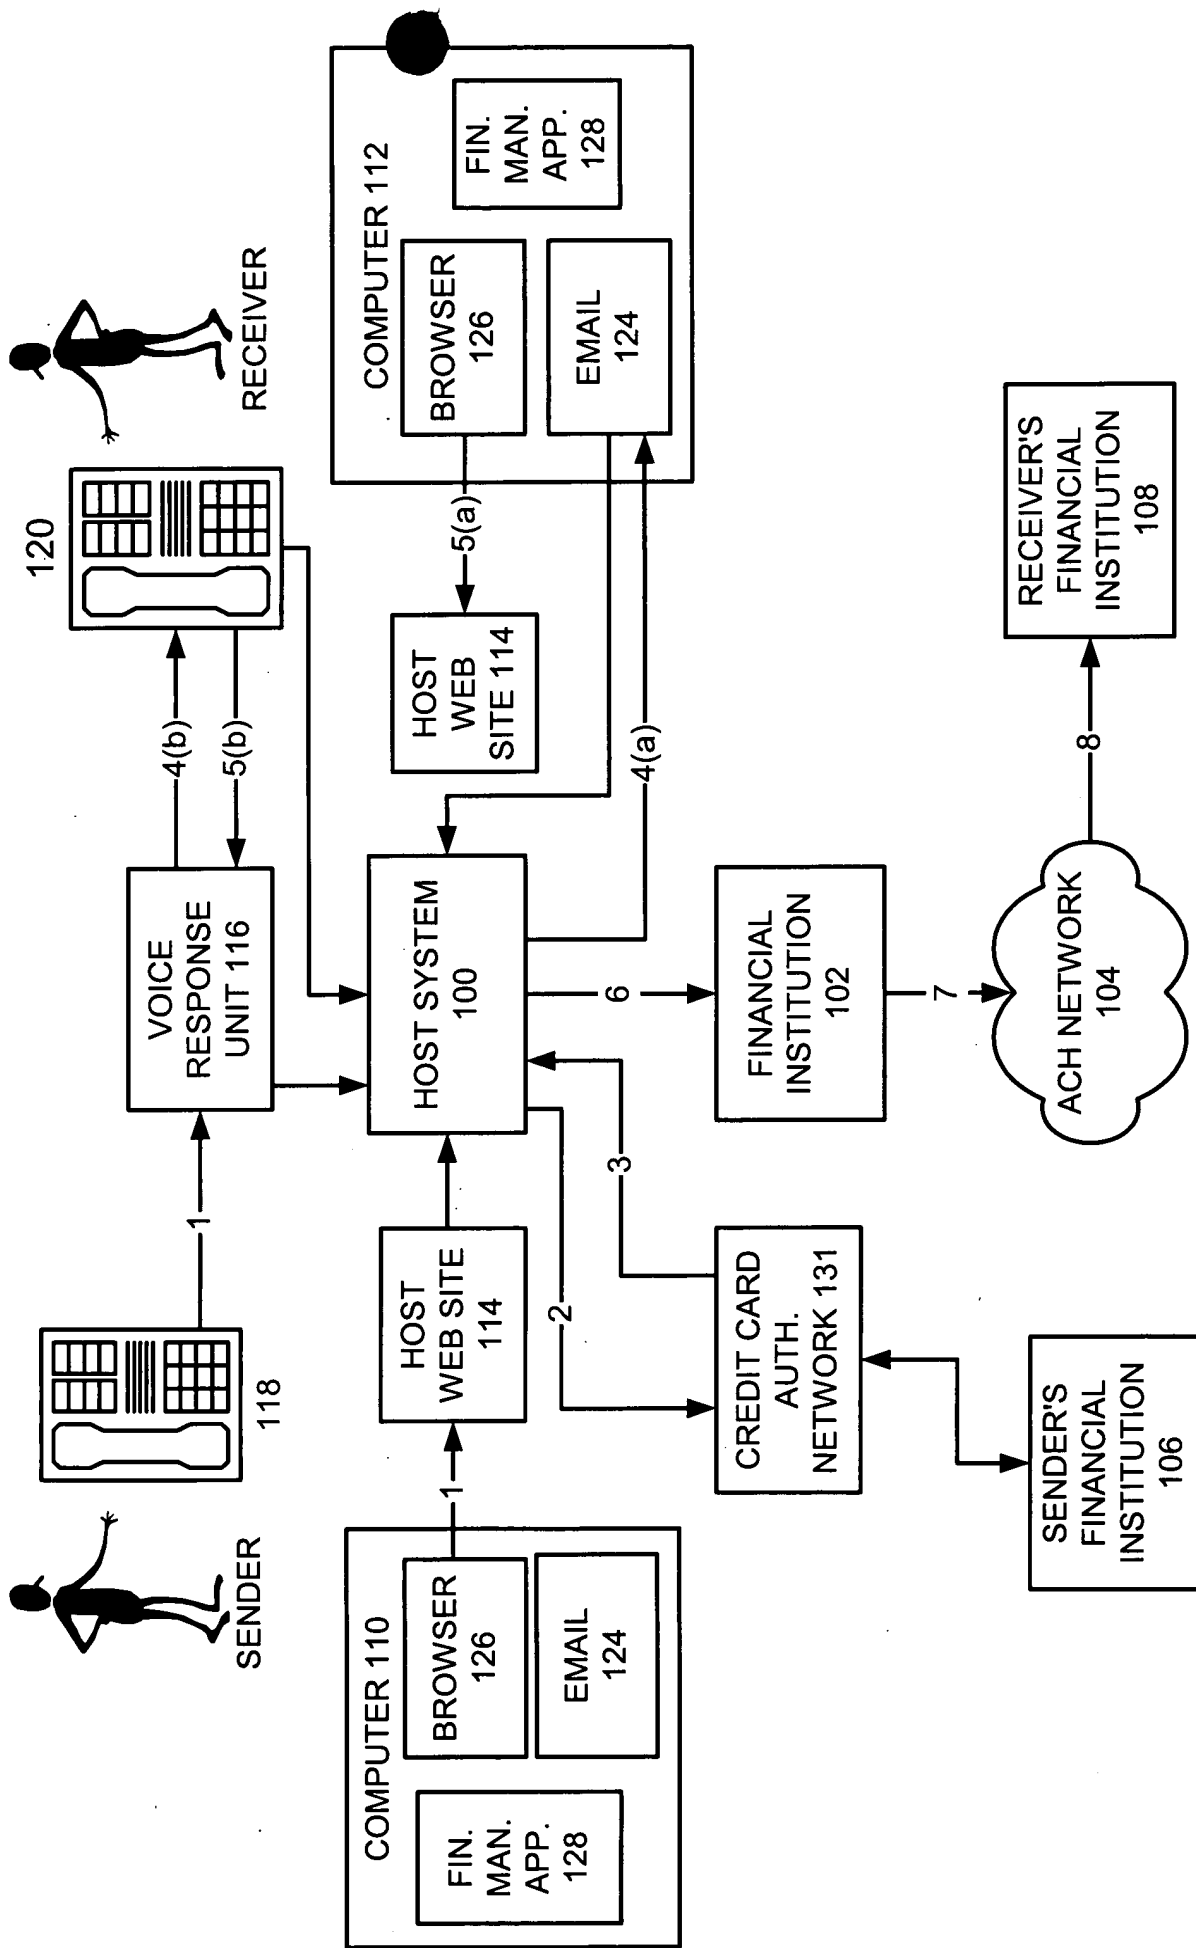 SENDER
118
1
VOICE
RESPONSE
UNIT 116
4(b)
5(b)
120
RECEIVER
COMPUTER 110
BROWSER
126
EMAIL
124
FIN.
MAN.
APP.
128
1
HOST
WEB SITE
114
HOST SYSTEM
100
HOST
WEB
SITE 114
5(a)
4(a)
COMPUTER 112
BROWSER
126
EMAIL
124
FIN.
MAN.
APP.
128
2
3
6
CREDIT CARD
AUTH.
NETWORK 131
FINANCIAL
INSTITUTION
102
7
SENDER'S
FINANCIAL
INSTITUTION
106
ACH NETWORK
104
8
RECEIVER'S
FINANCIAL
INSTITUTION
108